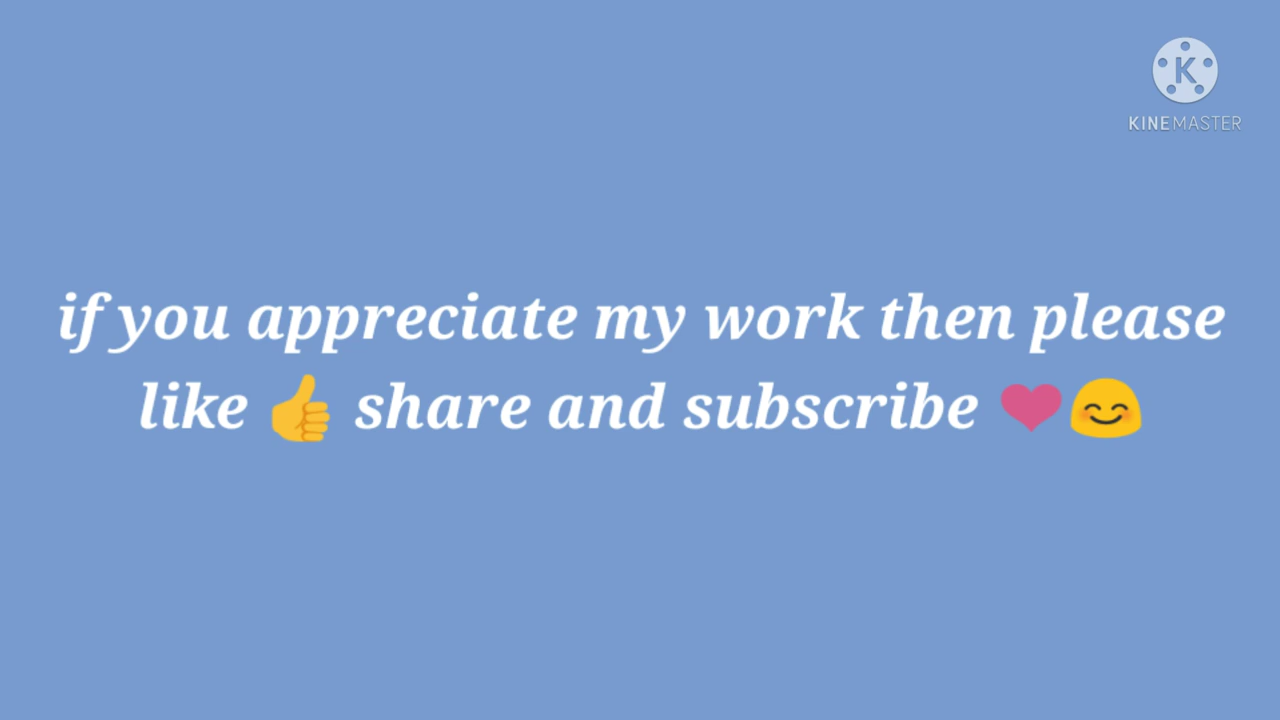 K
KINEMASTER
if you appreciate my work then please
like 👍 share and subscribe ❤😊